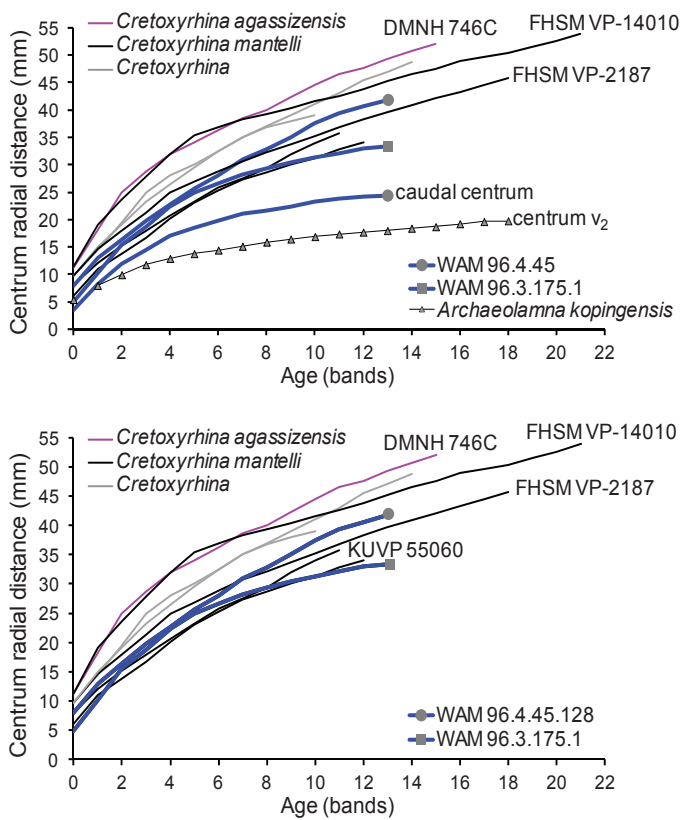 Cretoxyrhina agassizensis
Cretoxyrhina mantelli
Cretoxyrhina
DMNH 746C
FHSM VP-14010
FHSM VP-2187
caudal centrum
centrum v2
WAM 96.4.45
WAM 96.3.175.1
Archaeolamna kopingensis
Centrum radial distance (mm)
55
50
45
40
35
30
25
20
15
10
5
0
0 2 4 6 8 10 12 14 16 18 20 22
Age (bands)
Cretoxyrhina agassizensis
Cretoxyrhina mantelli
Cretoxyrhina
DMNH 746C
FHSM VP-14010
FHSM VP-2187
KUVP 55060
WAM 96.4.45.128
WAM 96.3.175.1
Centrum radial distance (mm)
55
50
45
40
35
30
25
20
15
10
5
0
0 2 4 6 8 10 12 14 16 18 20 22
Age (bands)